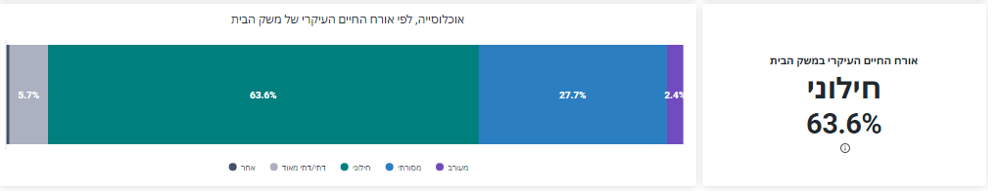 אוכלוסייה, לפי אורח החיים העיקרי של משק הבית
5.7%
63.6%
27.7%
2.4%
מעורב
מסורתי
חילוני
דתי/דתי מאוד
אחר
אורח החיים העיקרי במשק הבית
חילוני
63.6%